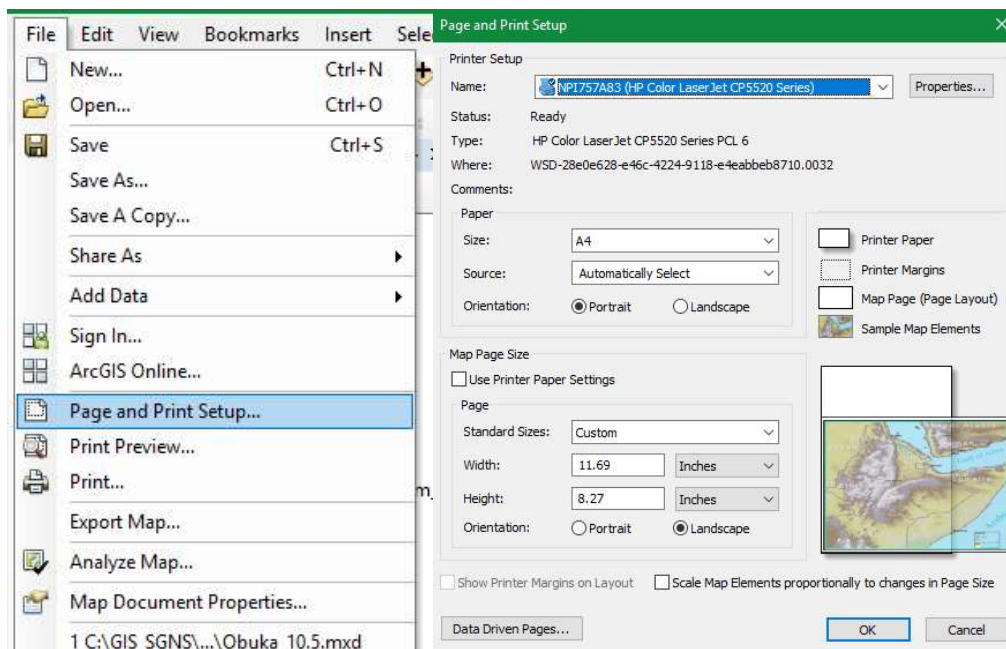 File Edit View Bookmarks Insert
New... Ctrl+N
Open... Ctrl+O
Save Ctrl+S
Save As...
Save A Copy...
Share As
Add Data
Sign In...
ArcGIS Online...
Page and Print Setup...
Print Preview...
Print...
Export Map...
Analyze Map...
Map Document Properties...
1 C:\GIS_SGNS\...\Obuka_10.5.mxd
Page and Print Setup
Printer Setup
Name: NPI757A83 (HP Color LaserJet CP5520 Series) Properties...
Status: Ready
Type: HP Color LaserJet CP5520 Series PCL 6
Where: WSD-28e0e628-e46c-4224-9118-e4eabbeb8710.0032
Comments:
Paper
Size: A4
Source: Automatically Select
Orientation: Portrait Landscape
Printer Paper
Printer Margins
Map Page (Page Layout)
Sample Map Elements
Map Page Size
Use Printer Paper Settings
Page
Standard Sizes: Custom
Width: 11.69 Inches
Height: 8.27 Inches
Orientation: Portrait Landscape
Show Printer Margins on Layout Scale Map Elements proportionally to changes in Page Size
Data Driven Pages... OK Cancel